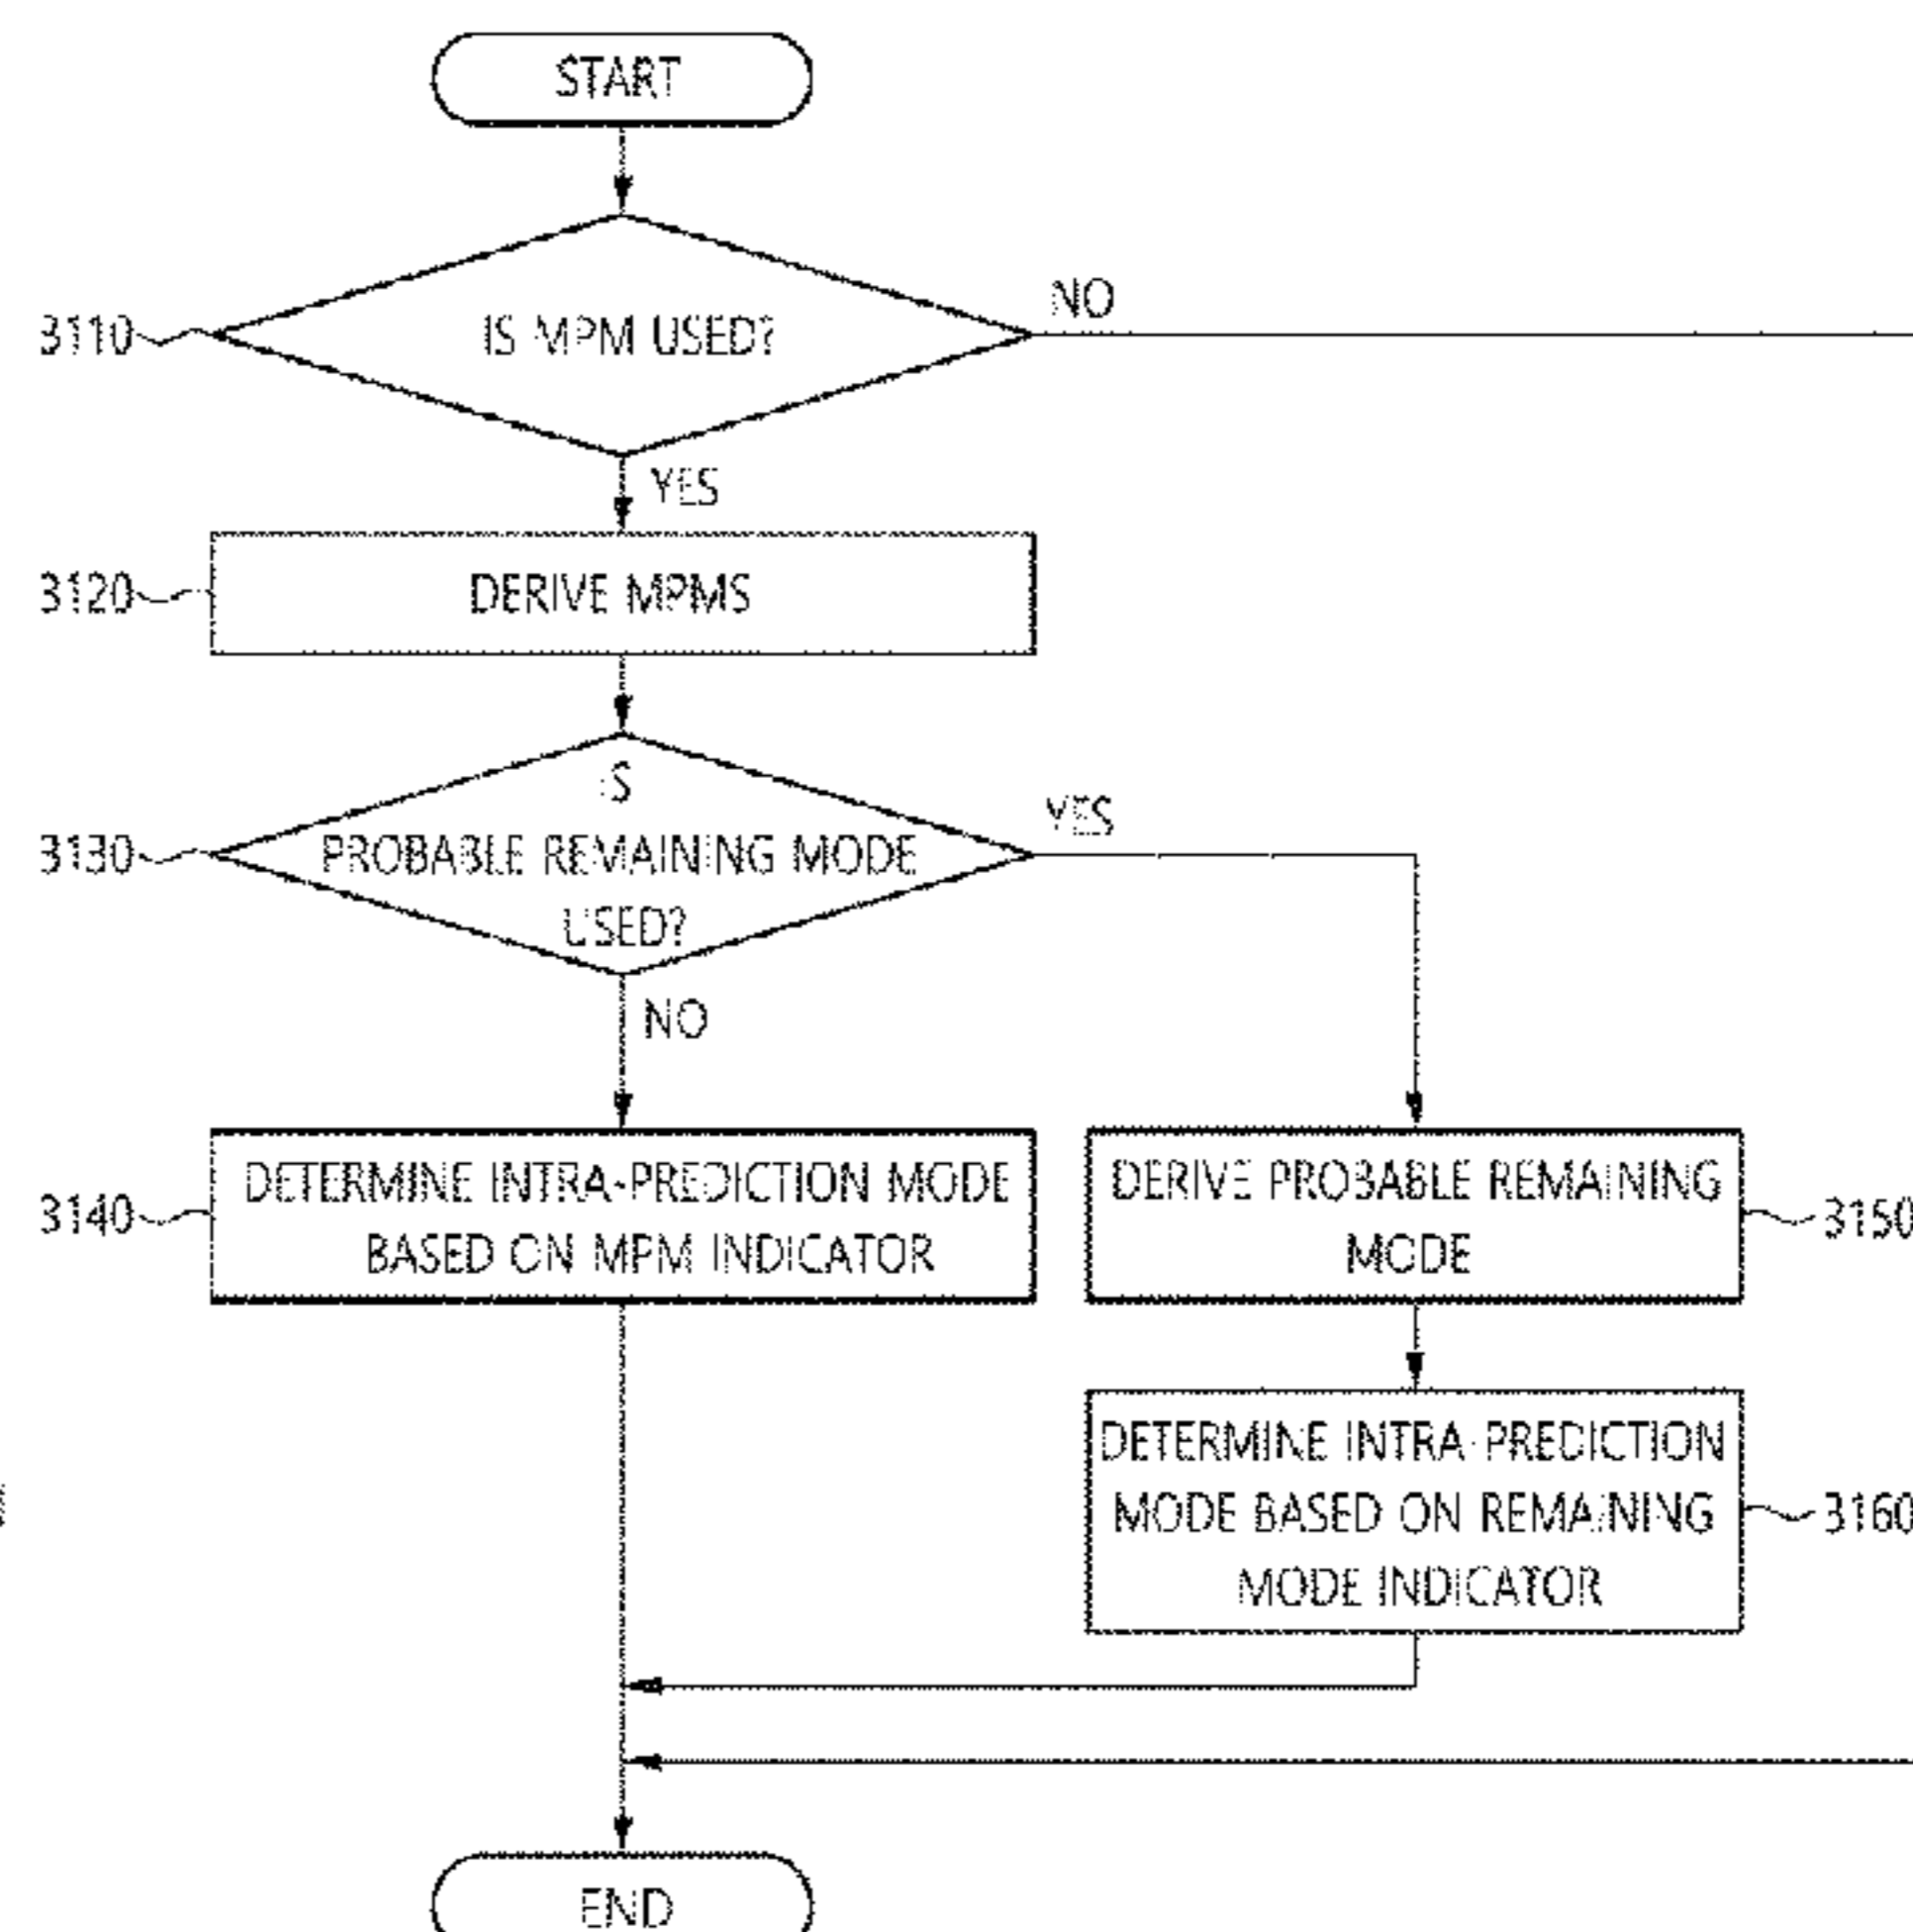 START
NO
3110
IS MPM USED?
YES
3120
DERIVE MPMS
IS
YES
3130
PROBABLE REMAINING MODE
USED?
NO
3140
DETERMINE INTRA-PREDICTION MODE
BASED ON MPM INDICATOR
DERIVE PROBABLE REMAINING
MODE
3150
DETERMINE INTRA-PREDICTION
MODE BASED ON REMAINING
MODE INDICATOR
3160
END